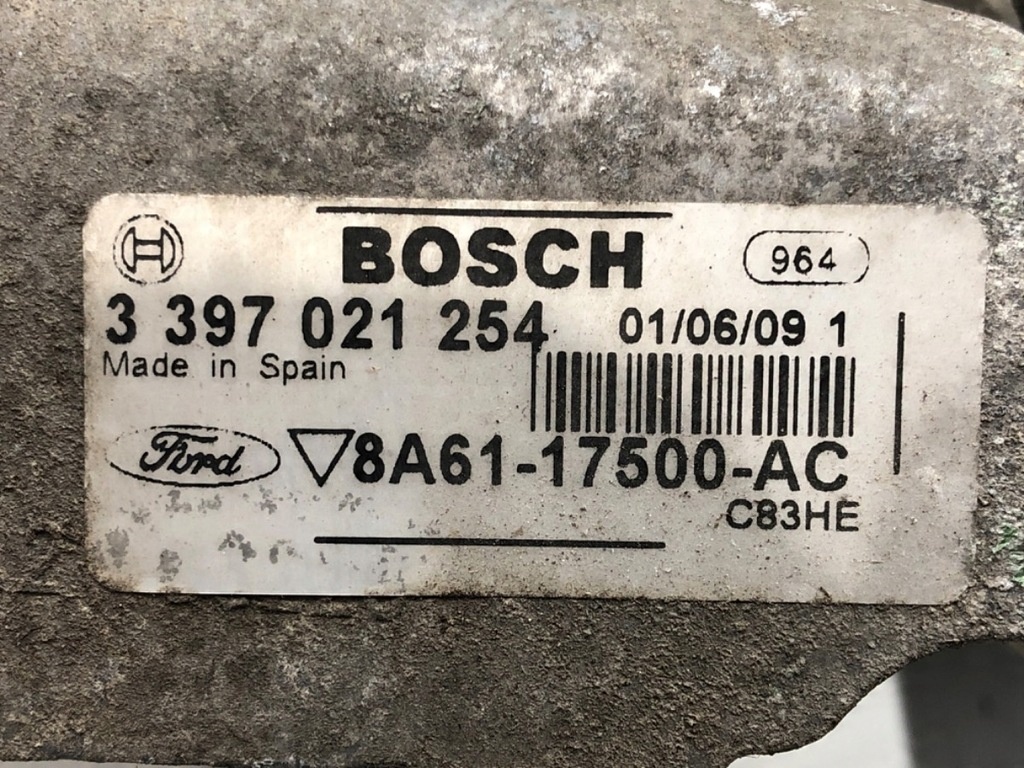 BOSCH 964
3 397 021 254 01/06/09 1
Made in Spain
Ford 8A61-17500-AC
C83HE